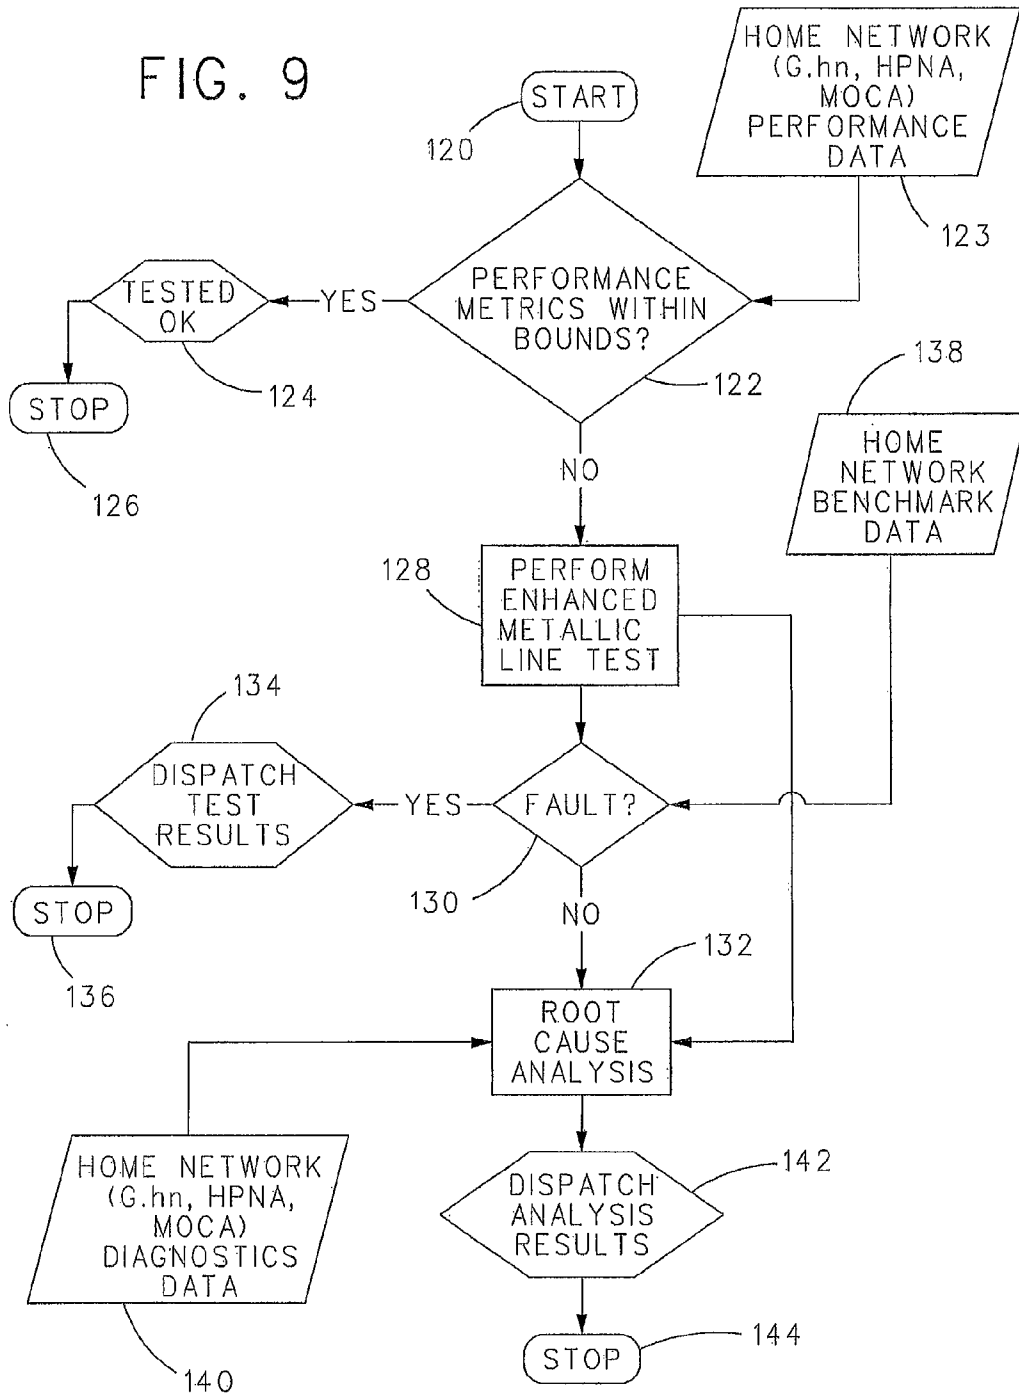 FIG. 9
START
120
HOME NETWORK
(G.hn, HPNA,
MOCA)
PERFORMANCE
DATA
123
PERFORMANCE
METRICS WITHIN
BOUNDS?
122
YES
TESTED
OK
124
STOP
126
NO
138
HOME
NETWORK
BENCHMARK
DATA
128
PERFORM
ENHANCED
METALLIC
LINE TEST
134
DISPATCH
TEST
RESULTS
YES
FAULT?
130
STOP
136
NO
132
ROOT
CAUSE
ANALYSIS
HOME NETWORK
(G.hn, HPNA,
MOCA)
DIAGNOSTICS
DATA
140
DISPATCH
ANALYSIS
RESULTS
142
STOP
144